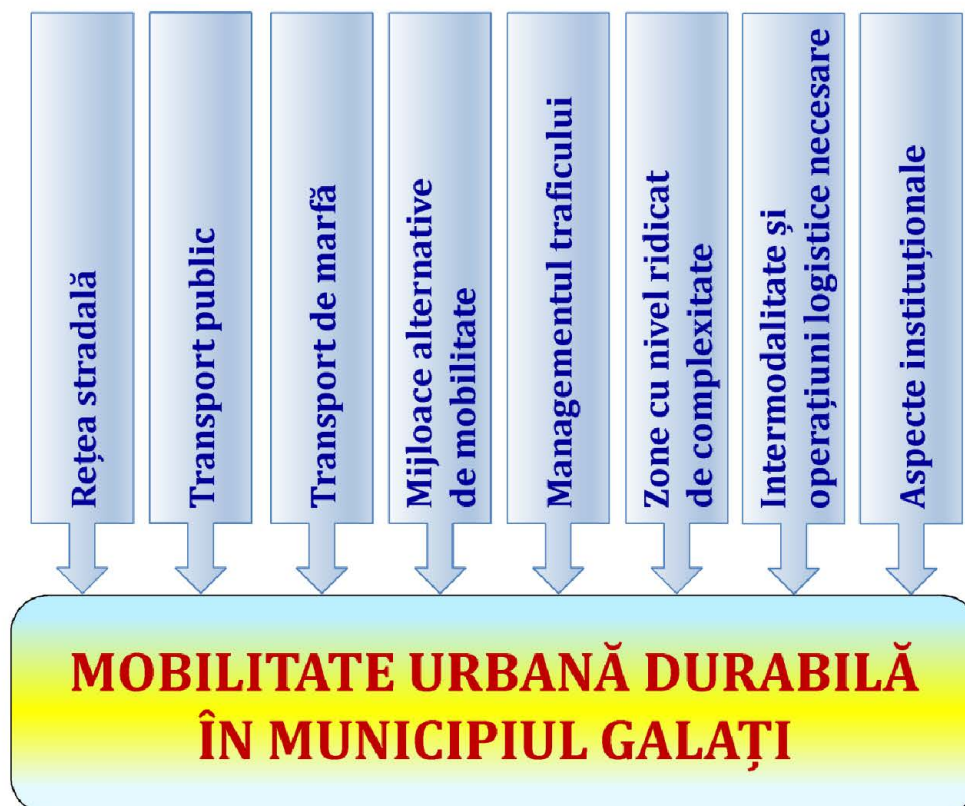 Rețea stradală
Transport public
Transport de marfă
Mijloace alternative
de mobilitate
Managementul traficului
Zone cu nivel ridicat
de complexitate
Intermodalitate și
operațiuni logistice necesare
Aspecte instituționale
MOBILITATE URBANĂ DURABILĂ
ÎN MUNICIPIUL GALAȚI